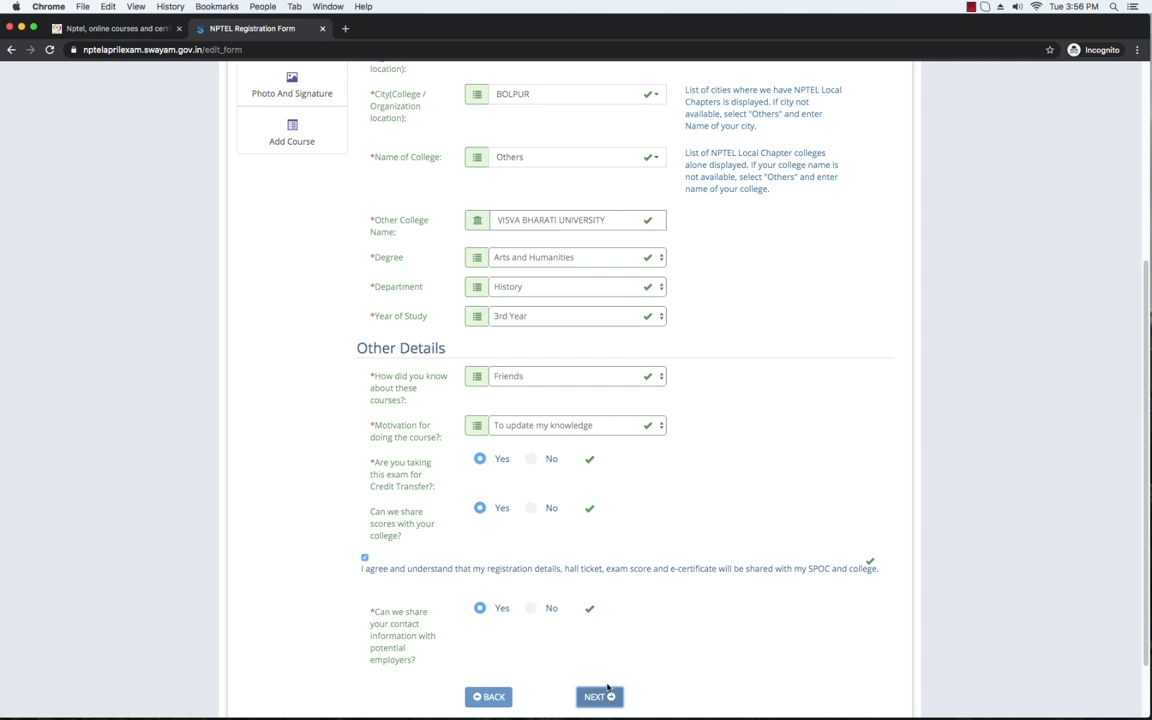 Chrome File Edit View History Bookmarks People Tab Window Help Tue 3:56 PM
Nptel, online courses and cert NPTEL Registration Form
nptelaprilexam.swayam.gov.in/edit_form Incognito
location):
Photo And Signature
Add Course
*City(College /
Organization
location):
BOLPUR
List of cities where we have NPTEL Local
Chapters is displayed. If city not
available, select "Others" and enter
Name of your city.
*Name of College:
Others
List of NPTEL Local Chapter colleges
alone displayed. If your college name is
not available, select "Others" and enter
name of your college.
*Other College
Name:
VISVA BHARATI UNIVERSITY
*Degree
Arts and Humanities
*Department
History
*Year of Study
3rd Year
Other Details
*How did you know
about these
courses?:
Friends
*Motivation for
doing the course?:
To update my knowledge
*Are you taking
this exam for
Credit Transfer?:
Yes No
Can we share
scores with your
college?
Yes No
I agree and understand that my registration details, hall ticket, exam score and e-certificate will be shared with my SPOC and college.
*Can we share
your contact
information with
potential
employers?
Yes No
BACK NEXT